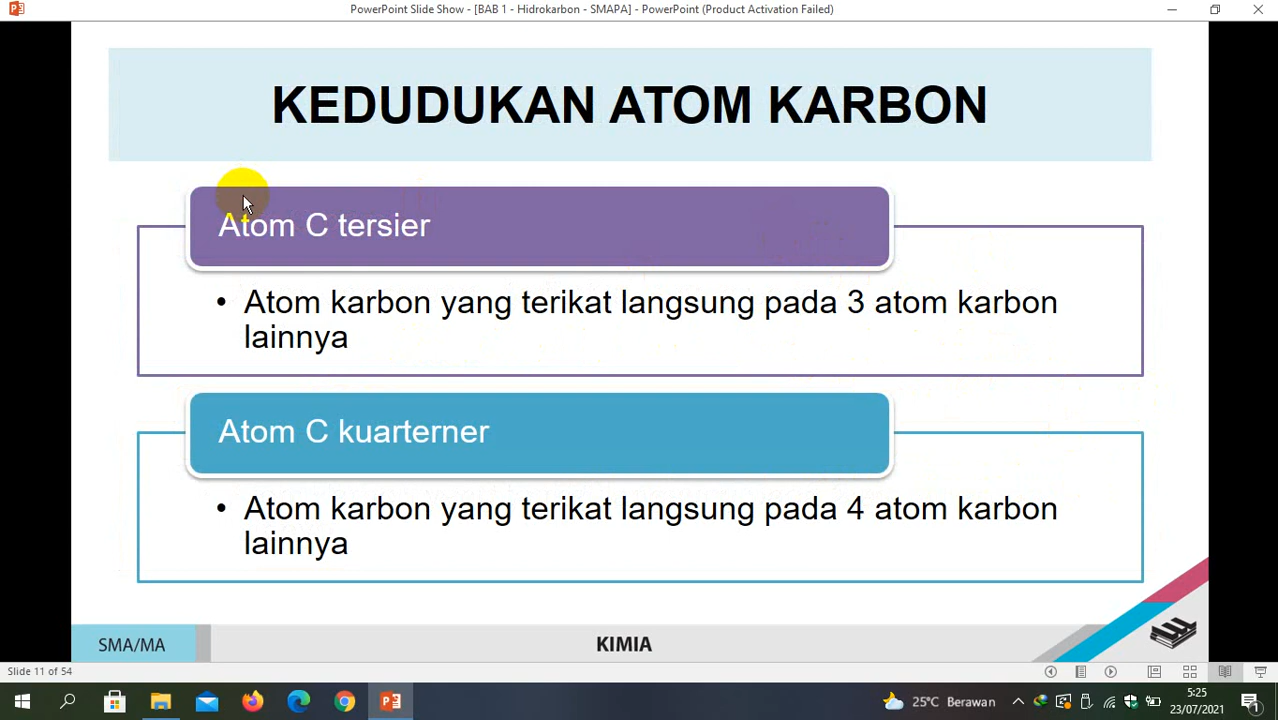 PowerPoint Slide Show - [BAB 1 - Hidrokarbon - SMAPA] - PowerPoint (Product Activation Failed)
KEDUDUKAN ATOM KARBON
Atom C tersier
• Atom karbon yang terikat langsung pada 3 atom karbon
lainnya
Atom C kuarterner
• Atom karbon yang terikat langsung pada 4 atom karbon
lainnya
SMA/MA
KIMIA
Slide 11 of 54
25°C Berawan
5:25
23/07/2021
1